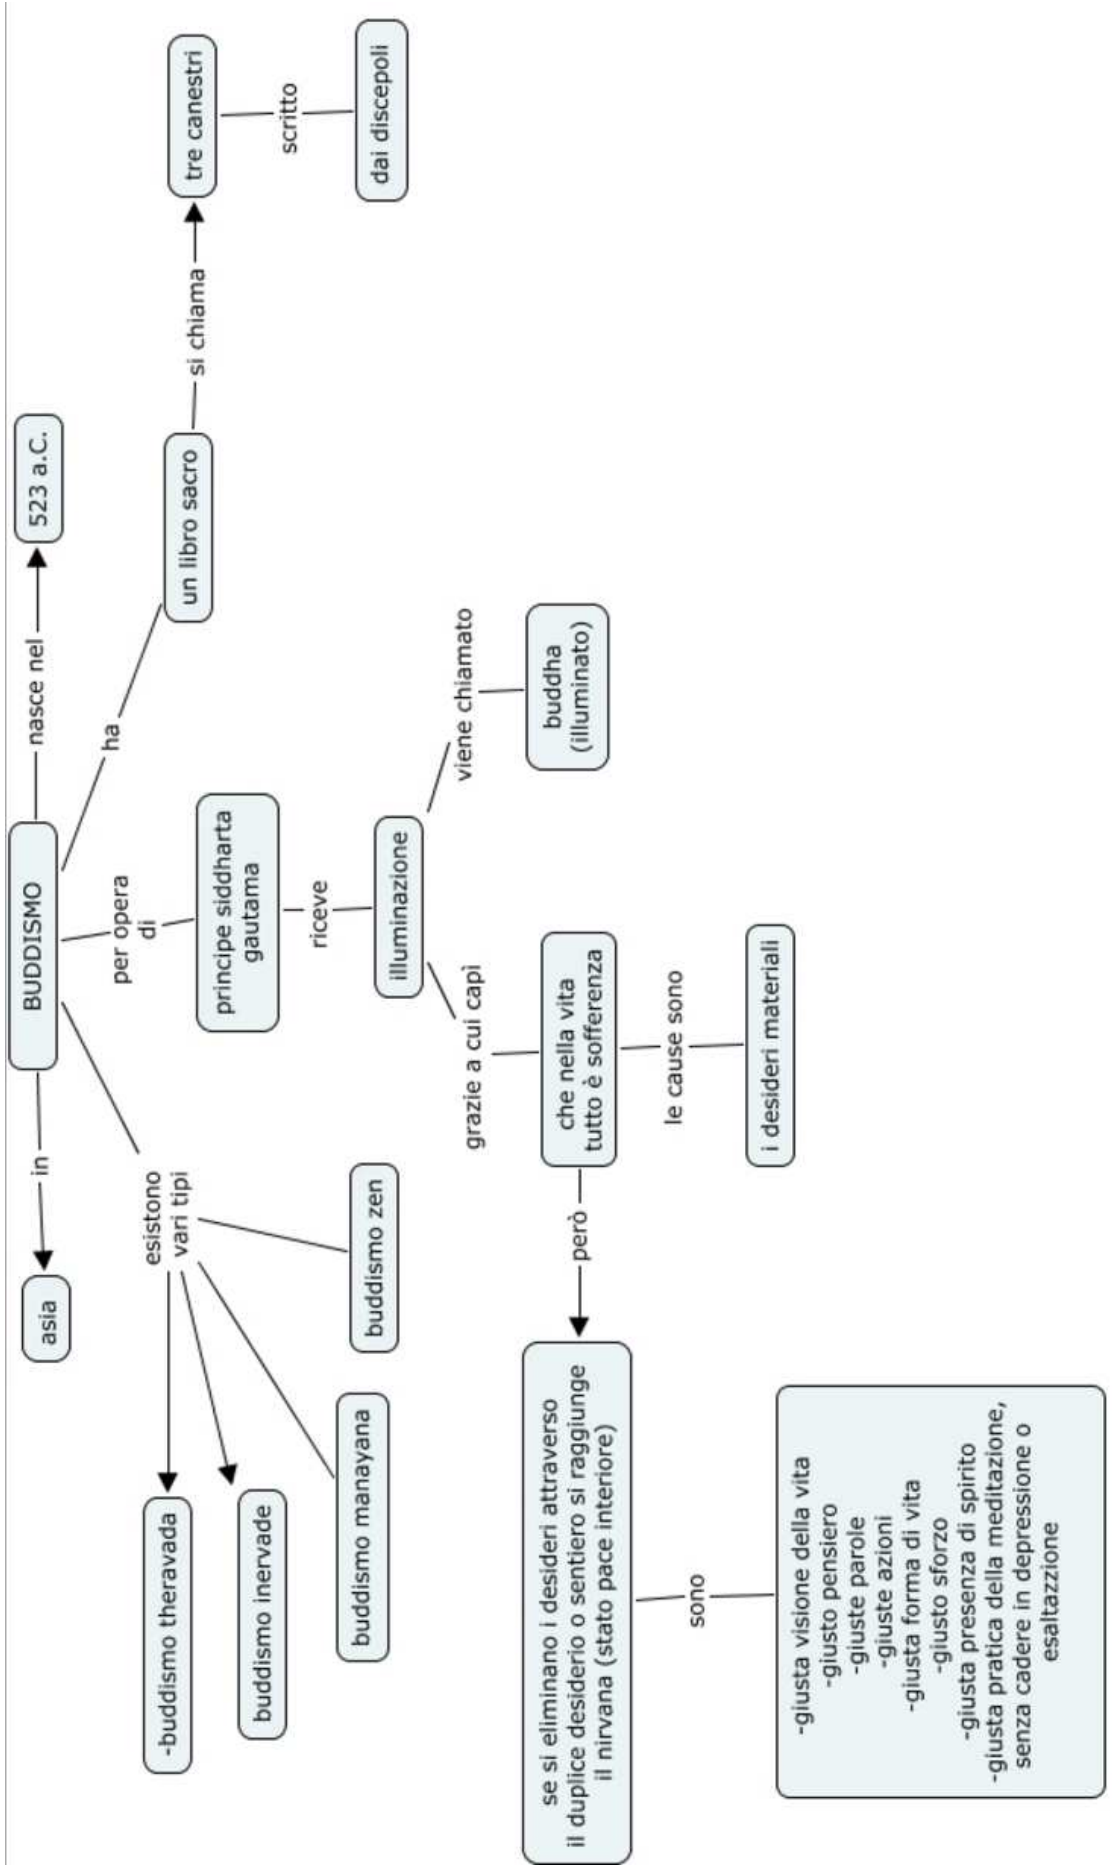 BUDDISMO
in
asia
nasce nel
523 a.C.
esistono
vari tipi
-buddismo theravada
buddismo inervade
buddismo manayana
buddismo zen
per opera
di
principe siddharta
gautama
riceve
illuminazione
grazie a cui capì
che nella vita
tutto è sofferenza
le cause sono
i desideri materiali
però
se si eliminano i desideri attraverso
il duplice desiderio o sentiero si raggiunge
il nirvana (stato pace interiore)
sono
-giusta visione della vita
-giusto pensiero
-giuste parole
-giuste azioni
-giusta forma di vita
-giusto sforzo
-giusta presenza di spirito
-giusta pratica della meditazione,
senza cadere in depressione o
esaltazzione
viene chiamato
buddha
(illuminato)
ha
un libro sacro
si chiama
tre canestri
scritto
dai discepoli